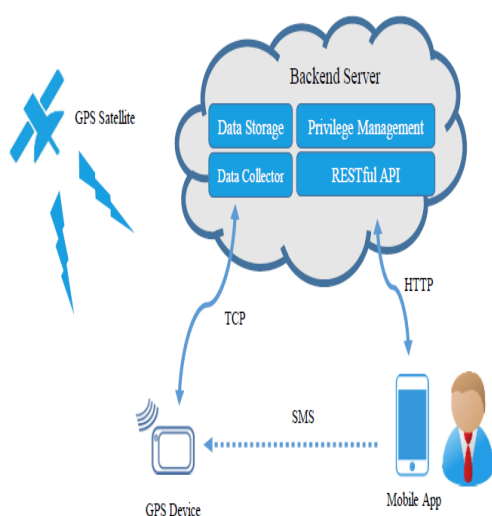 Backend Server
GPS Satellite
Data Storage
Privilege Management
Data Collector
RESTful API
HTTP
TCP
SMS
GPS Device
Mobile App